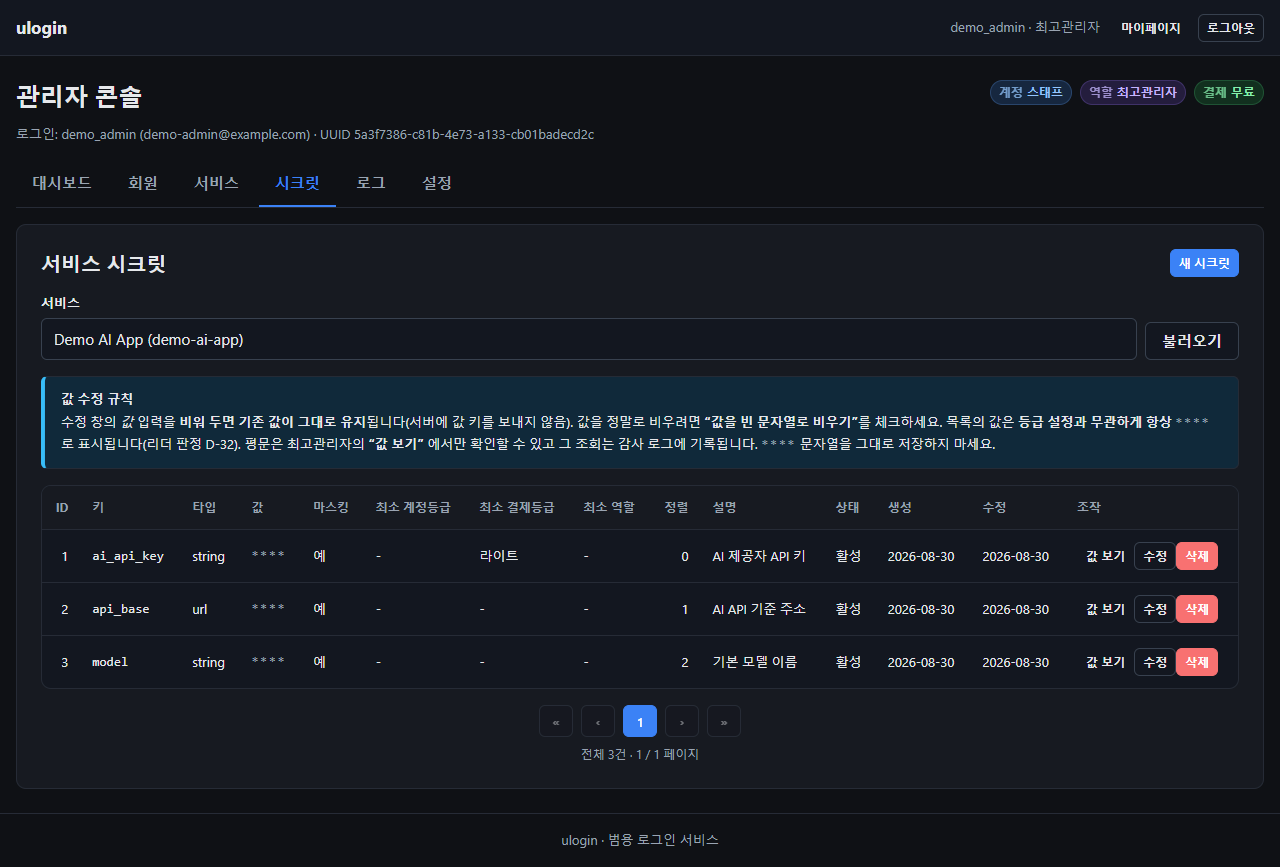 ulogin
demo_admin · 최고관리자 마이페이지 로그아웃
관리자 콘솔
계정 스태프 역할 최고관리자 결제 무료
로그인: demo_admin (demo-admin@example.com) · UUID 5a3f7386-c81b-4e73-a133-cb01badecd2c
대시보드 회원 서비스 시크릿 로그 설정
서비스 시크릿
새 시크릿
서비스
Demo AI App (demo-ai-app)
불러오기
값 수정 규칙
수정 창의 값 입력을 비워 두면 기존 값이 그대로 유지됩니다(서버에 값 키를 보내지 않음). 값을 정말로 비우려면 “값을 빈 문자열로 비우기”를 체크하세요. 목록의 값은 등급 설정과 무관하게 항상 ****
로 표시됩니다(리더 판정 D-32). 평문은 최고관리자의 “값 보기” 에서만 확인할 수 있고 그 조회는 감사 로그에 기록됩니다. **** 문자열을 그대로 저장하지 마세요.
ID 키 타입 값 마스킹 최소 계정등급 최소 결제등급 최소 역할 정렬 설명 상태 생성 수정 조작
1 ai_api_key string **** 예 - 라이트 - 0 AI 제공자 API 키 활성 2026-08-30 2026-08-30 값 보기 수정 삭제
2 api_base url **** 예 - - - 1 AI API 기준 주소 활성 2026-08-30 2026-08-30 값 보기 수정 삭제
3 model string **** 예 - - - 2 기본 모델 이름 활성 2026-08-30 2026-08-30 값 보기 수정 삭제
« ‹ 1 › »
전체 3건 · 1 / 1 페이지
ulogin · 범용 로그인 서비스